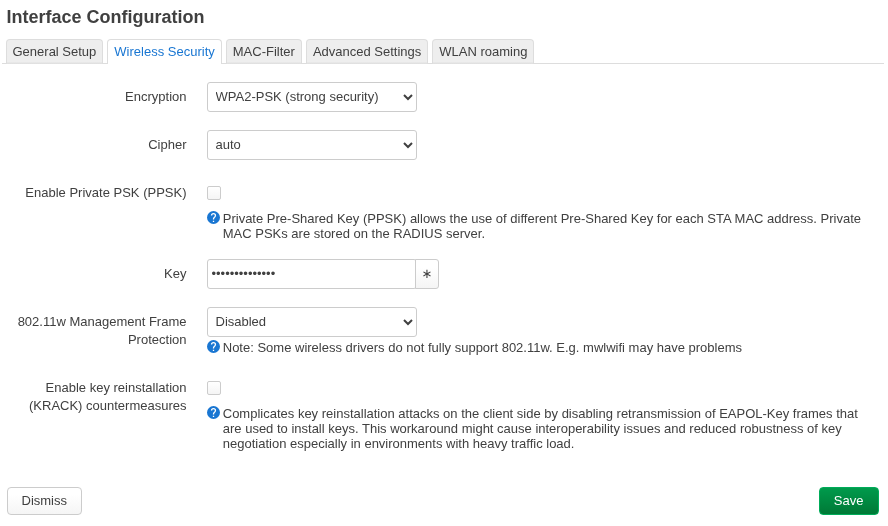 Interface Configuration
General Setup Wireless Security MAC-Filter Advanced Settings WLAN roaming
Encryption WPA2-PSK (strong security)
Cipher auto
Enable Private PSK (PPSK)
Private Pre-Shared Key (PPSK) allows the use of different Pre-Shared Key for each STA MAC address. Private
MAC PSKs are stored on the RADIUS server.
Key •••••••••••••• ∗
802.11w Management Frame
Protection
Disabled
Note: Some wireless drivers do not fully support 802.11w. E.g. mwlwifi may have problems
Enable key reinstallation
(KRACK) countermeasures
Complicates key reinstallation attacks on the client side by disabling retransmission of EAPOL-Key frames that
are used to install keys. This workaround might cause interoperability issues and reduced robustness of key
negotiation especially in environments with heavy traffic load.
Dismiss Save